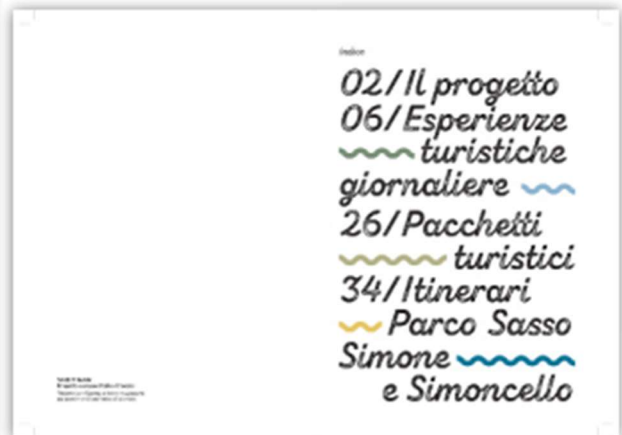 indice
02/Il progetto
06/Esperienze
turistiche
giornaliere
26/Pacchetti
turistici
34/Itinerari
Parco Sasso
Simone
e Simoncello